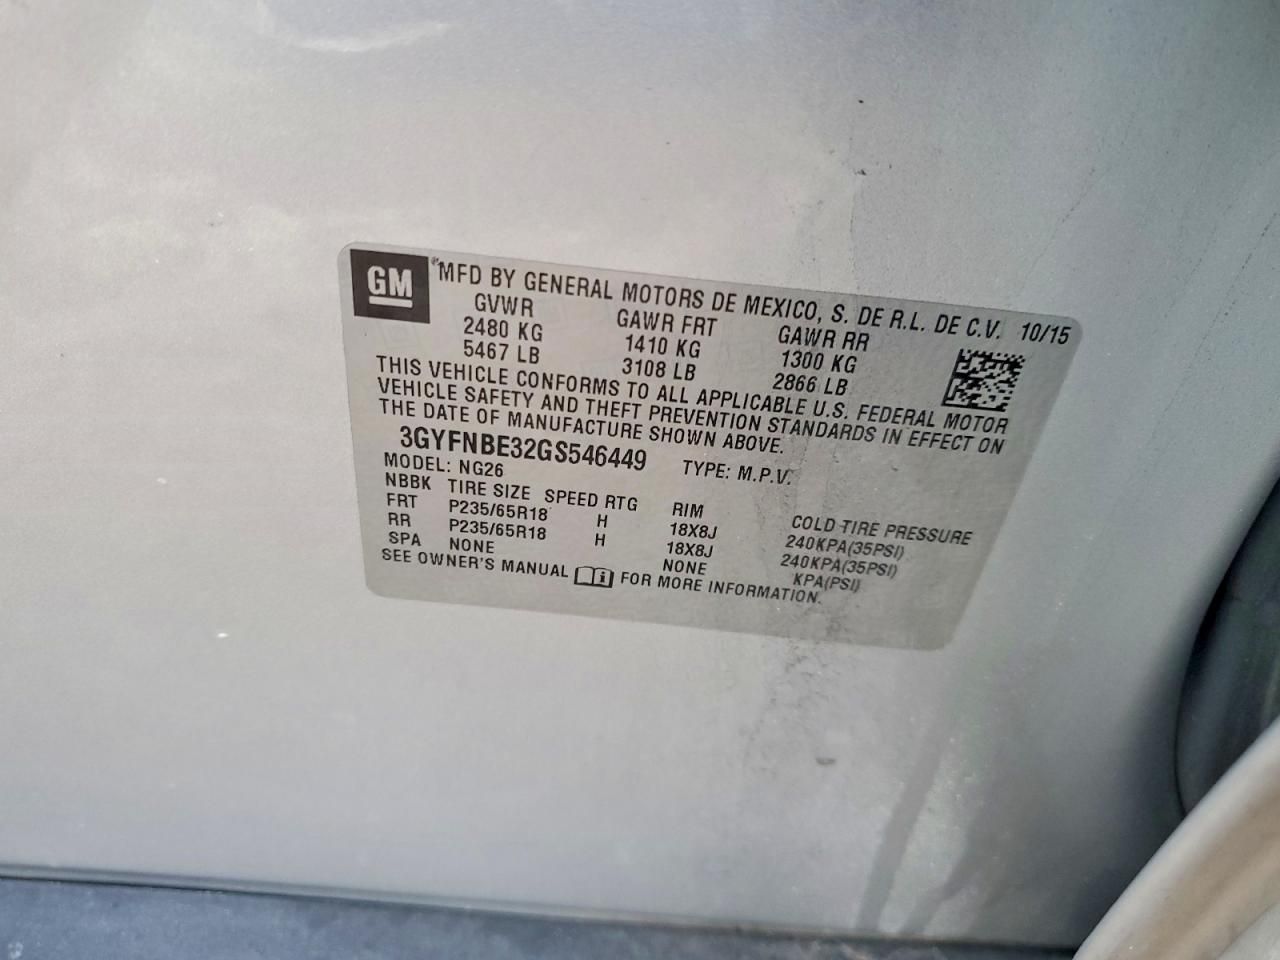 GM
® MFD BY GENERAL MOTORS DE MEXICO, S. DE R.L. DE C.V. 10/15
GVWR GAWR FRT GAWR RR
2480 KG 1410 KG 1300 KG
5467 LB 3108 LB 2866 LB
THIS VEHICLE CONFORMS TO ALL APPLICABLE U.S. FEDERAL MOTOR
VEHICLE SAFETY AND THEFT PREVENTION STANDARDS IN EFFECT ON
THE DATE OF MANUFACTURE SHOWN ABOVE.
3GYFNBE32GS546449 TYPE: M.P.V.
MODEL: NG26
NBBK TIRE SIZE SPEED RTG RIM COLD TIRE PRESSURE
FRT P235/65R18 H 18X8J 240KPA(35PSI)
RR P235/65R18 H 18X8J 240KPA(35PSI)
SPA NONE NONE KPA(PSI)
SEE OWNER'S MANUAL i FOR MORE INFORMATION.